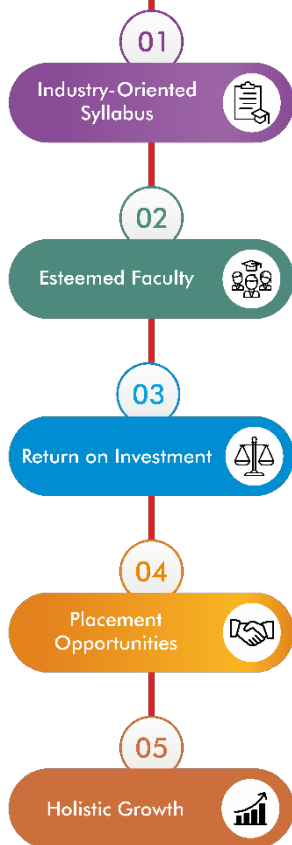 01
Industry-Oriented
Syllabus
02
Esteemed Faculty
03
Return on Investment
04
Placement
Opportunities
05
Holistic Growth